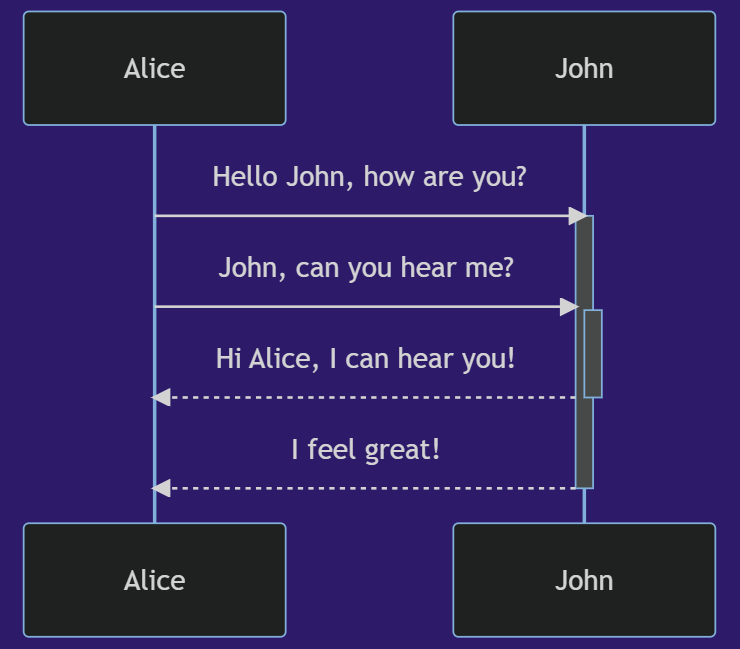 Alice
John
Hello John, how are you?
John, can you hear me?
Hi Alice, I can hear you!
I feel great!
Alice
John